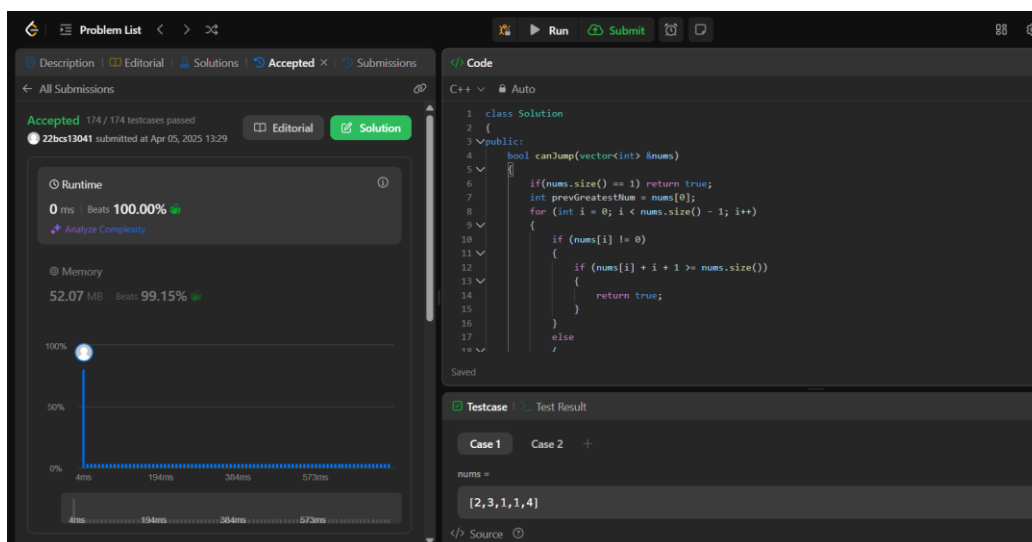 Problem List
Run
Submit
Description
Editorial
Solutions
Accepted
Submissions
All Submissions
Accepted 174 / 174 testcases passed
22bcs13041 submitted at Apr 05, 2025 13:29
Editorial
Solution
Runtime
0 ms | Beats 100.00%
Analyze Complexity
Memory
52.07 MB | Beats 99.15%
100%
50%
0%
4ms 194ms 384ms 573ms
4ms 194ms 384ms 573ms
</> Code
C++ Auto
1 class Solution
2 {
3 public:
4 bool canJump(vector<int> &nums)
5 {
6 if(nums.size() == 1) return true;
7 int prevGreatestNum = nums[0];
8 for (int i = 0; i < nums.size() - 1; i++)
9 {
10 if (nums[i] != 0)
11 {
12 if (nums[i] + i + 1 >= nums.size())
13 {
14 return true;
15 }
16 }
17 else
18 {
Saved
Testcase
>_ Test Result
Case 1
Case 2
+
nums =
[2,3,1,1,4]
</> Source